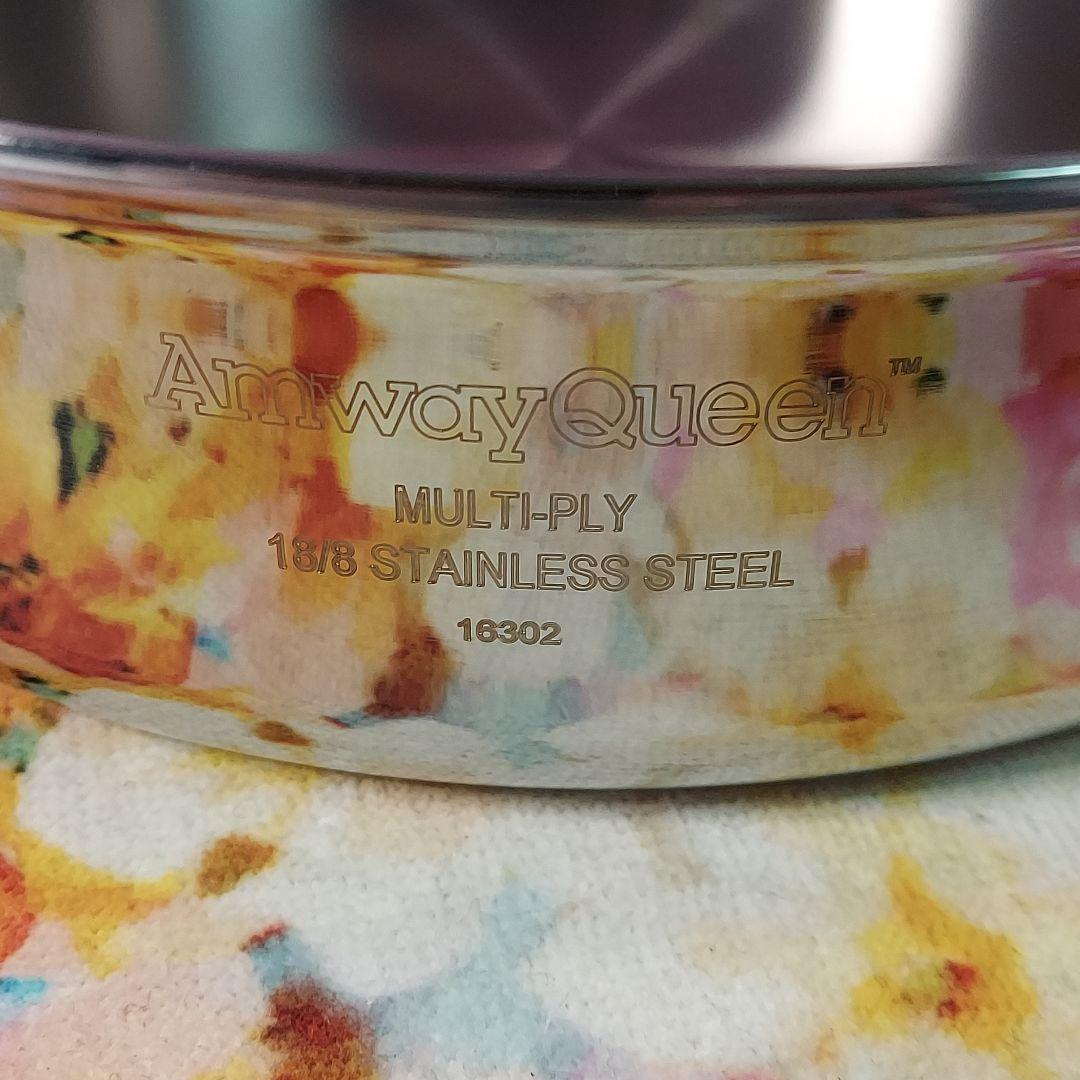 AmwayQueen™
MULTI-PLY
18/8 STAINLESS STEEL
16302